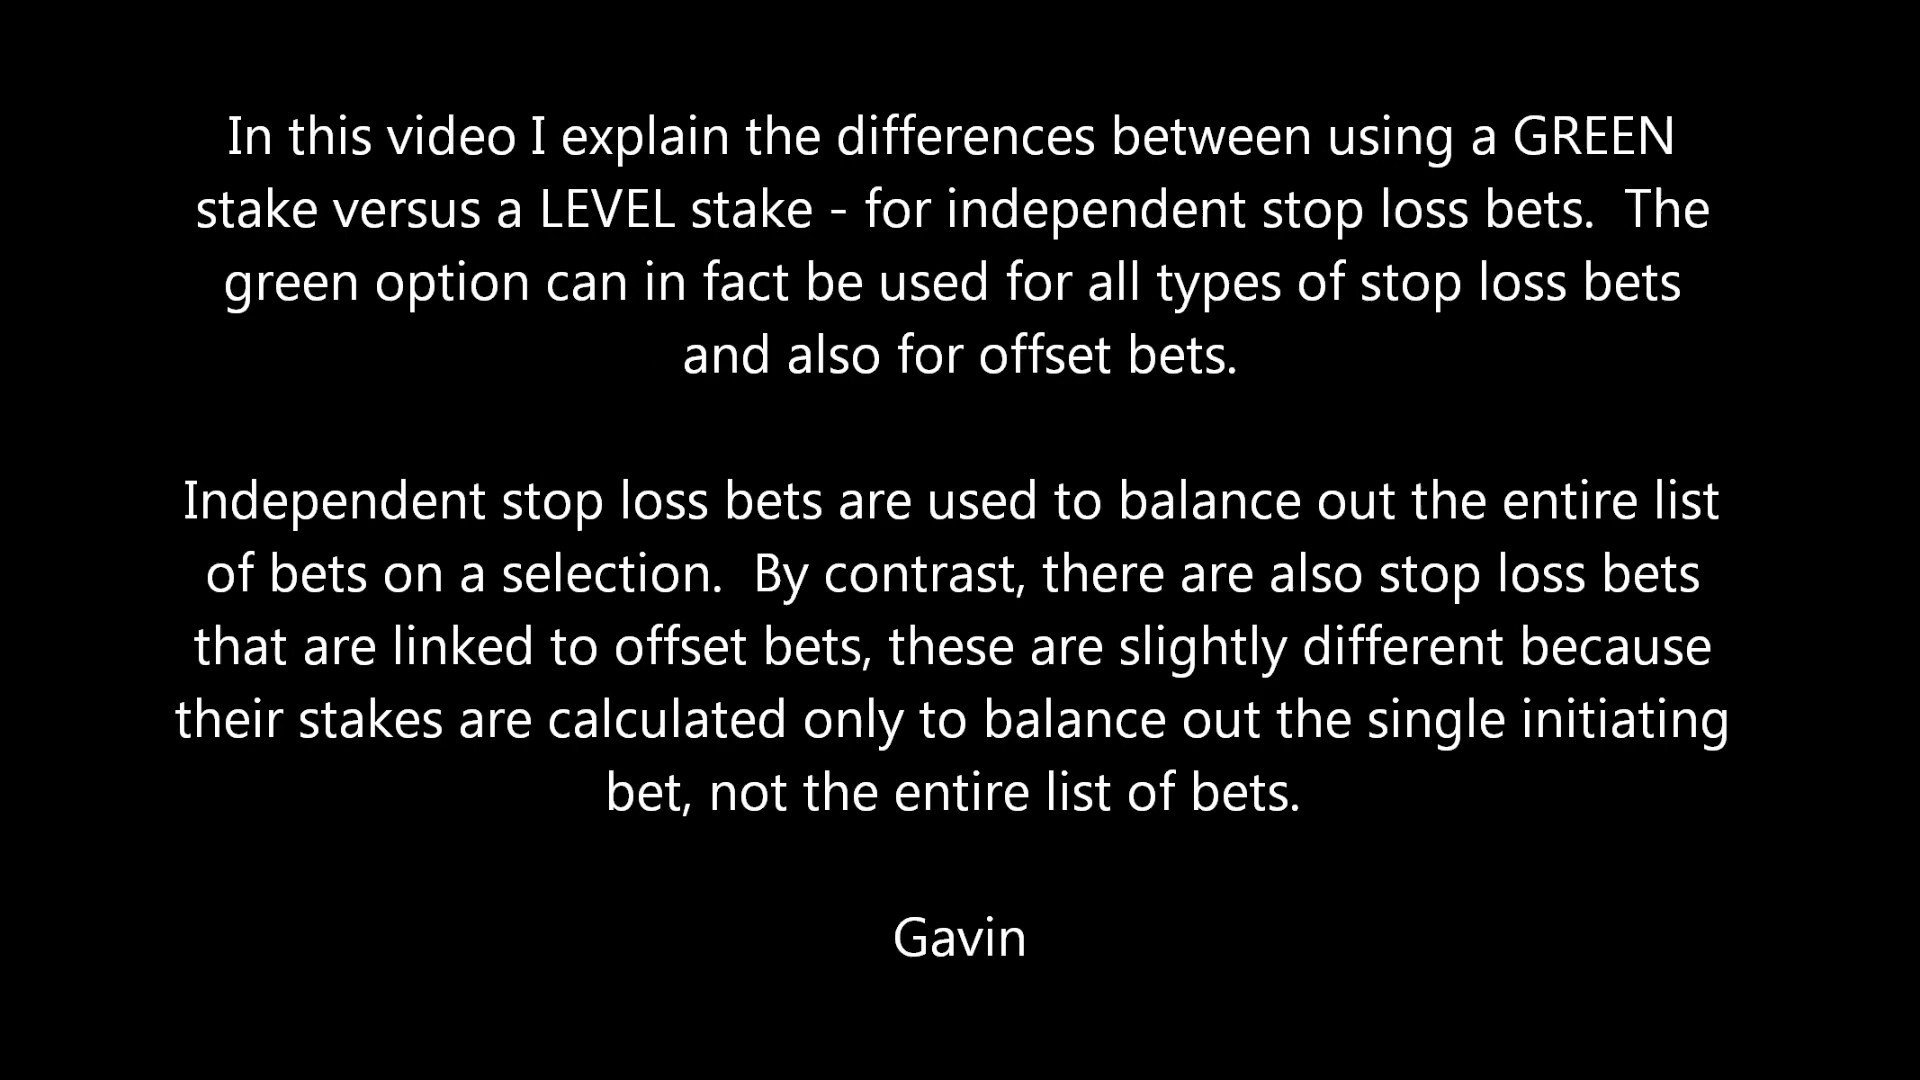 In this video I explain the differences between using a GREEN
stake versus a LEVEL stake - for independent stop loss bets.  The
green option can in fact be used for all types of stop loss bets
and also for offset bets.
Independent stop loss bets are used to balance out the entire list
of bets on a selection.  By contrast, there are also stop loss bets
that are linked to offset bets, these are slightly different because
their stakes are calculated only to balance out the single initiating
bet, not the entire list of bets.
Gavin